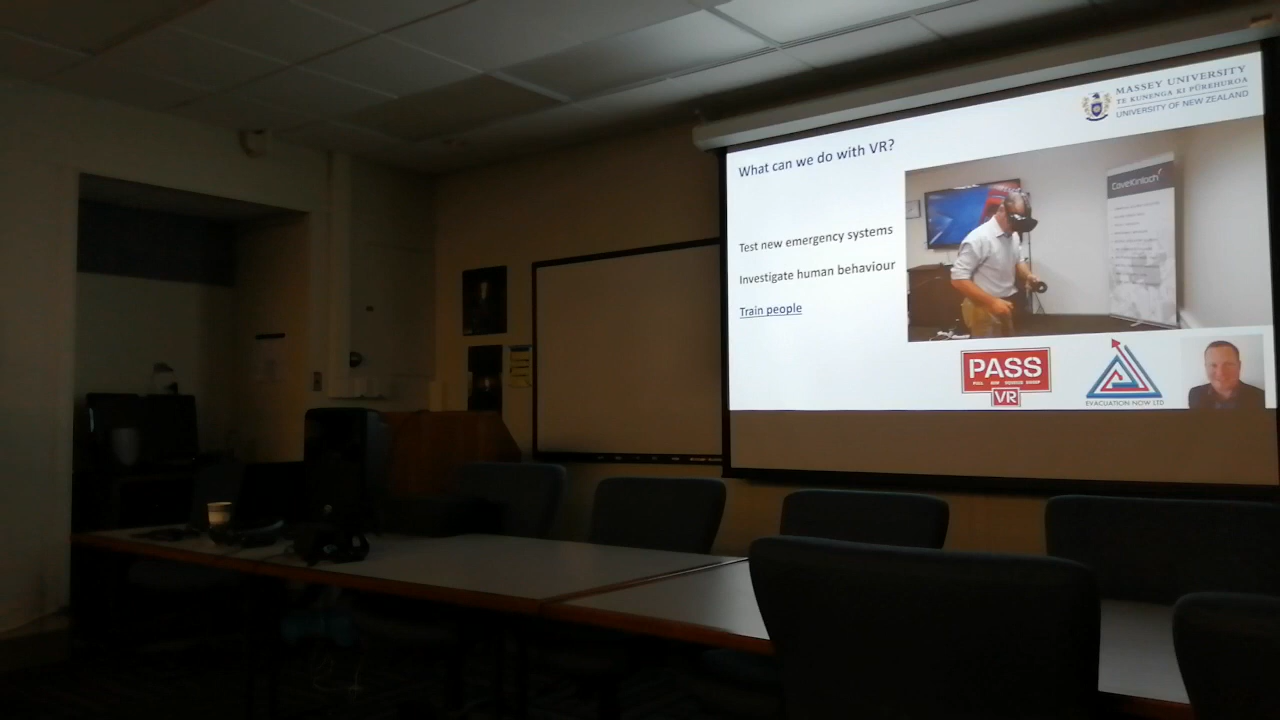 MASSEY UNIVERSITY
TE KUNENGA KI PŪREHUROA
UNIVERSITY OF NEW ZEALAND
What can we do with VR?
CoveKinloch
Test new emergency systems
Investigate human behaviour
Train people
PASS
VR
EVACUATION NOW LTD